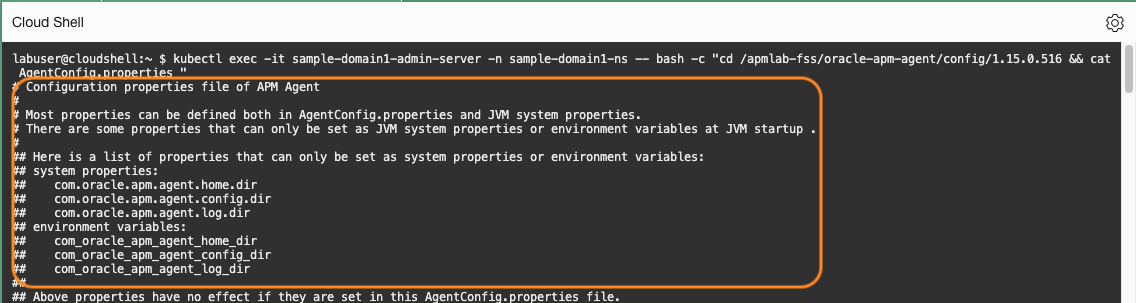 Cloud Shell
labuser@cloudshell:~ $ kubectl exec -it sample-domain1-admin-server -n sample-domain1-ns -- bash -c "cd /apmlab-fss/oracle-apm-agent/config/1.15.0.516 && cat
AgentConfig.properties "
# Configuration properties file of APM Agent
#
# Most properties can be defined both in AgentConfig.properties and JVM system properties.
# There are some properties that can only be set as JVM system properties or environment variables at JVM startup .
#
## Here is a list of properties that can only be set as system properties or environment variables:
## system properties:
##    com.oracle.apm.agent.home.dir
##    com.oracle.apm.agent.config.dir
##    com.oracle.apm.agent.log.dir
## environment variables:
##    com_oracle_apm_agent_home_dir
##    com_oracle_apm_agent_config_dir
##    com_oracle_apm_agent_log_dir
##
## Above properties have no effect if they are set in this AgentConfig.properties file.